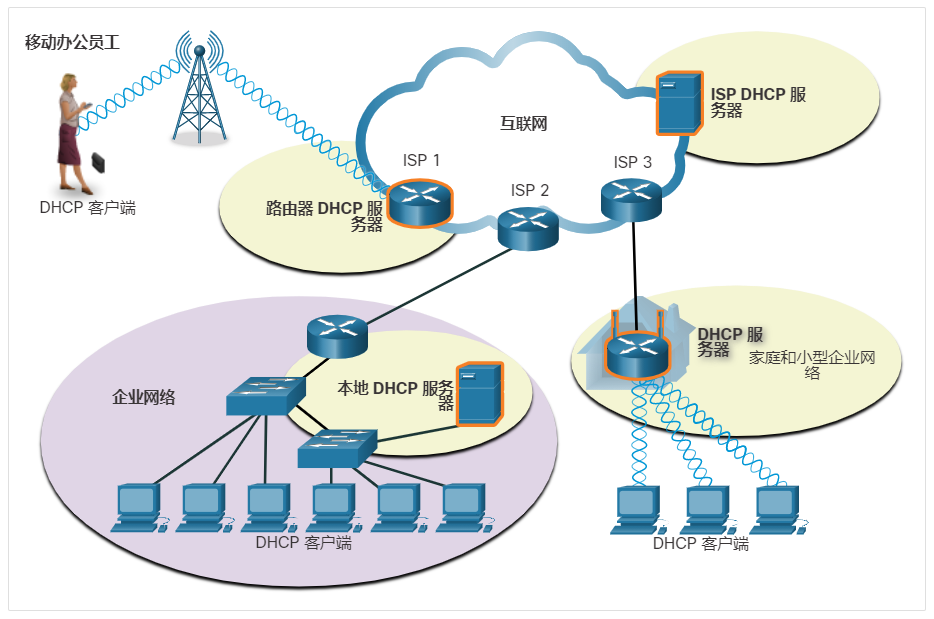 移动办公员工
DHCP 客户端
互联网
ISP DHCP 服
务器
ISP 1
ISP 2
ISP 3
路由器 DHCP 服
务器
DHCP 服
务器
家庭和小型企业网
络
企业网络
本地 DHCP 服务
器
DHCP 客户端
DHCP 客户端